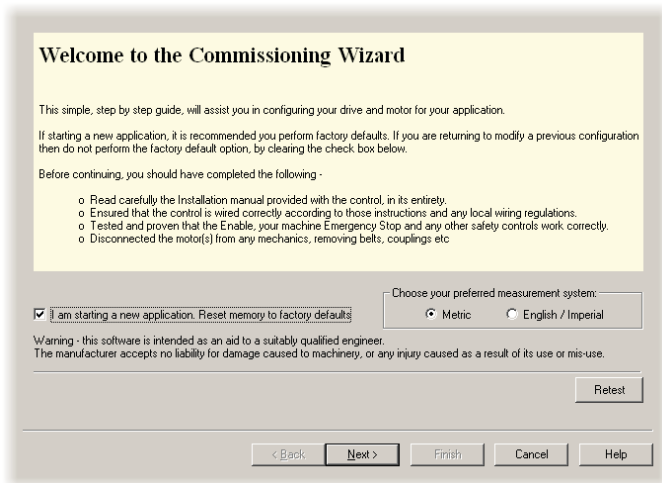 Welcome to the Commissioning Wizard
This simple, step by step guide, will assist you in configuring your drive and motor for your application.
If starting a new application, it is recommended you perform factory defaults. If you are returning to modify a previous configuration
then do not perform the factory default option, by clearing the check box below.
Before continuing, you should have completed the following -
o Read carefully the Installation manual provided with the control, in its entirety.
o Ensured that the control is wired correctly according to those instructions and any local wiring regulations.
o Tested and proven that the Enable, your machine Emergency Stop and any other safety controls work correctly.
o Disconnected the motor(s) from any mechanics, removing belts, couplings etc
Choose your preferred measurement system:
I am starting a new application. Reset memory to factory defaults
Metric
English / Imperial
Warning - this software is intended as an aid to a suitably qualified engineer.
The manufacturer accepts no liability for damage caused to machinery, or any injury caused as a result of its use or mis-use.
Retest
< Back
Next >
Finish
Cancel
Help